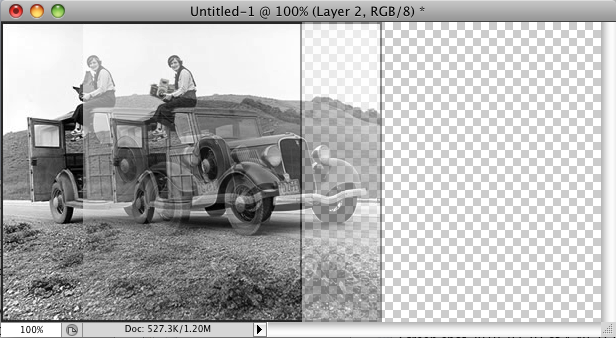 Untitled-1 @ 100% (Layer 2, RGB/8) *
100%
Doc: 527.3K/1.20M